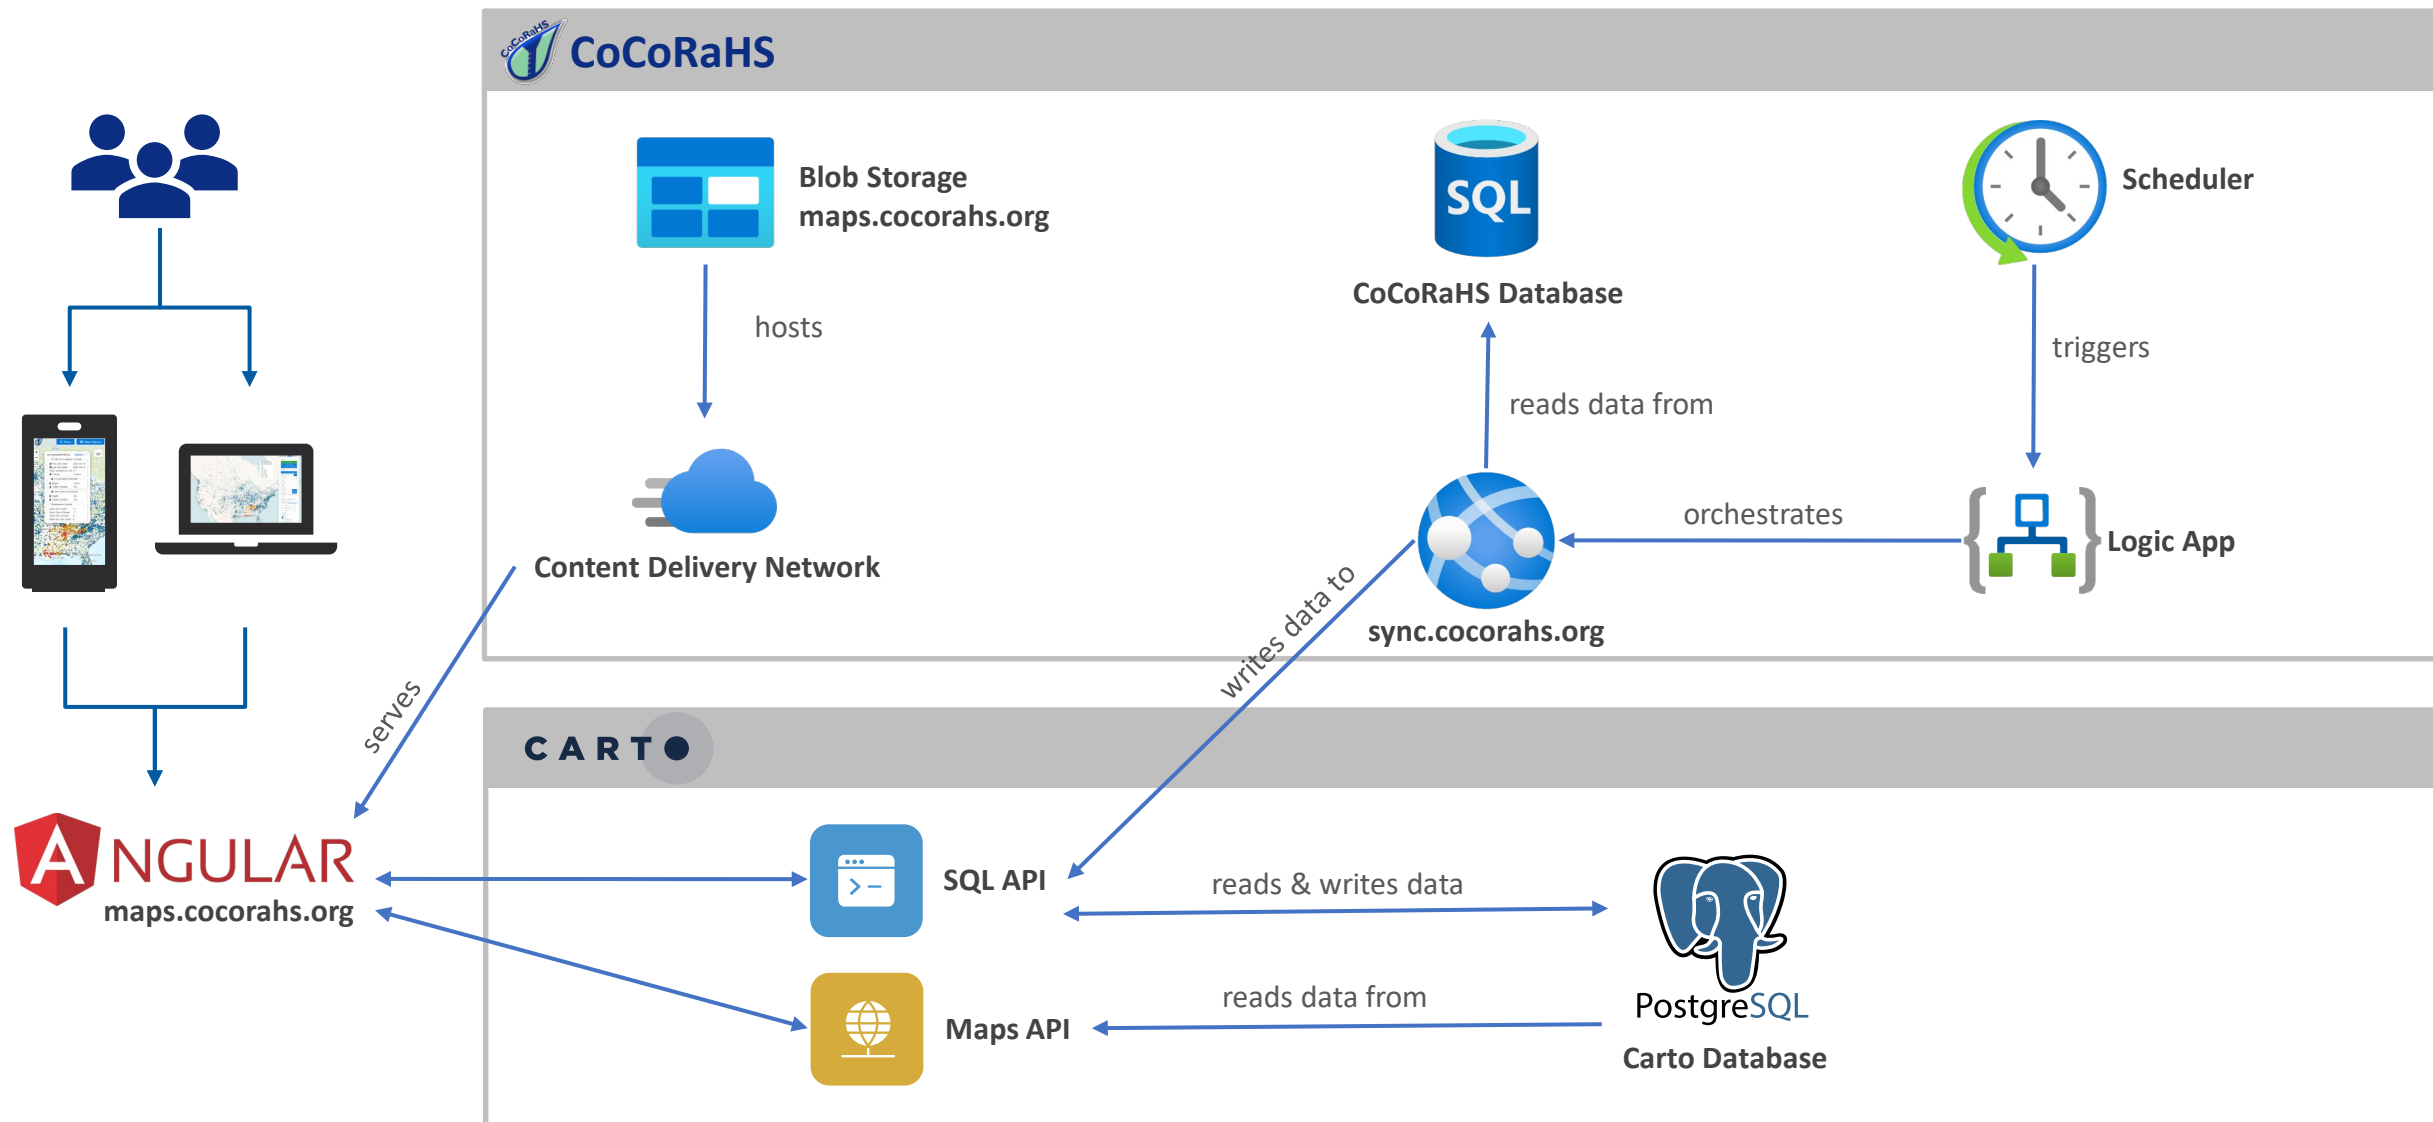 CoCoRaHS
CoCoRaHS
Blob Storage
maps.cocorahs.org
SQL
CoCoRaHS Database
Scheduler
hosts
triggers
reads data from
orchestrates
Logic App
Content Delivery Network
sync.cocorahs.org
writes data to
serves
CARTO
ANGULAR
maps.cocorahs.org
SQL API
reads & writes data
Maps API
reads data from
PostgreSQL
Carto Database